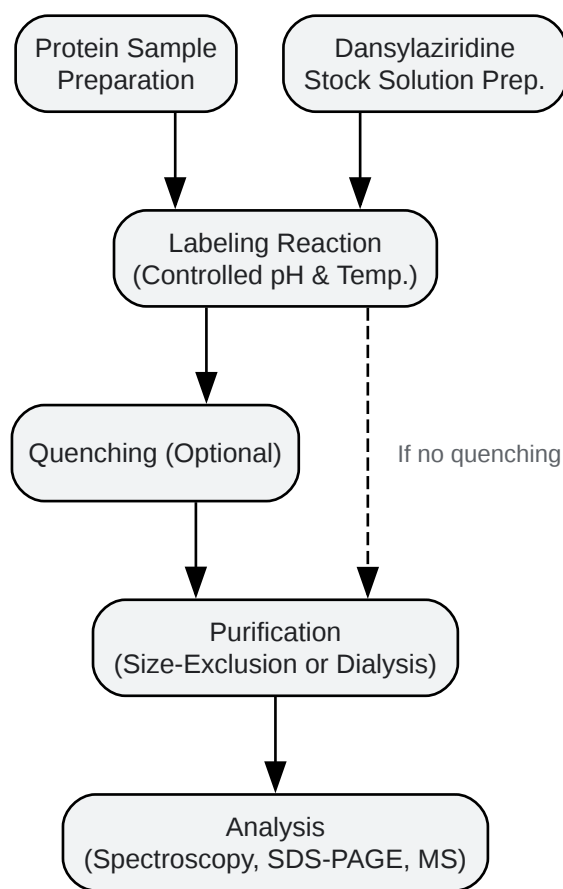 Protein Sample
Preparation
Dansylaziridine
Stock Solution Prep.
Labeling Reaction
(Controlled pH & Temp.)
Quenching (Optional)
If no quenching
Purification
(Size-Exclusion or Dialysis)
Analysis
(Spectroscopy, SDS-PAGE, MS)